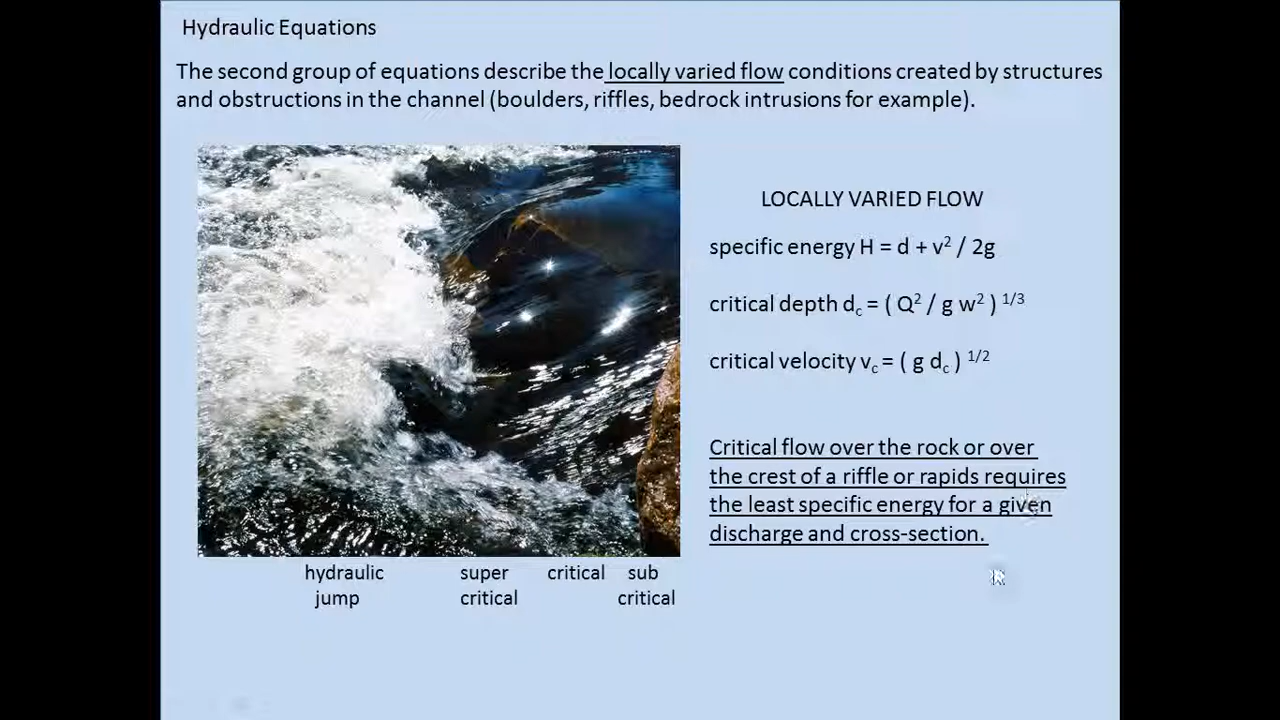 Hydraulic Equations
The second group of equations describe the locally varied flow conditions created by structures
and obstructions in the channel (boulders, riffles, bedrock intrusions for example).
LOCALLY VARIED FLOW
specific energy H = d + v² / 2g
critical depth d_c = ( Q² / g w² ) ^1/3
critical velocity v_c = ( g d_c ) ^1/2
Critical flow over the rock or over
the crest of a riffle or rapids requires
the least specific energy for a given
discharge and cross-section.
hydraulic
jump
super
critical
critical
sub
critical